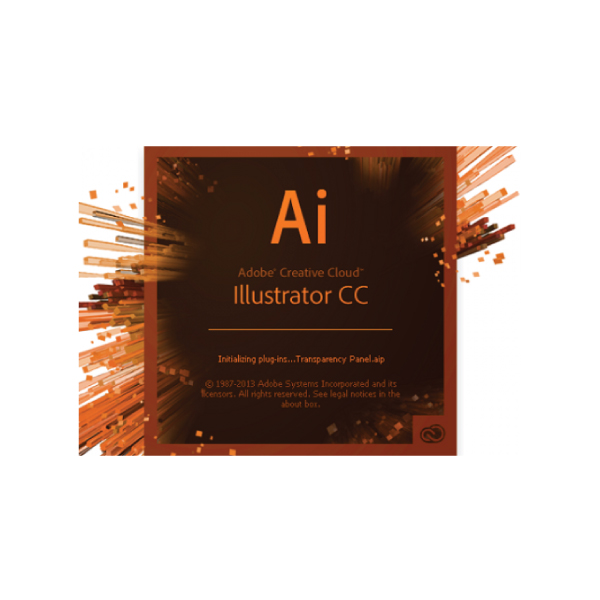 Ai
Adobe® Creative Cloud™
Illustrator CC
Initializing plug-ins...Transparency Panel.aip
© 1987-2013 Adobe Systems Incorporated and its
licensors. All rights reserved. See legal notices in the
about box.